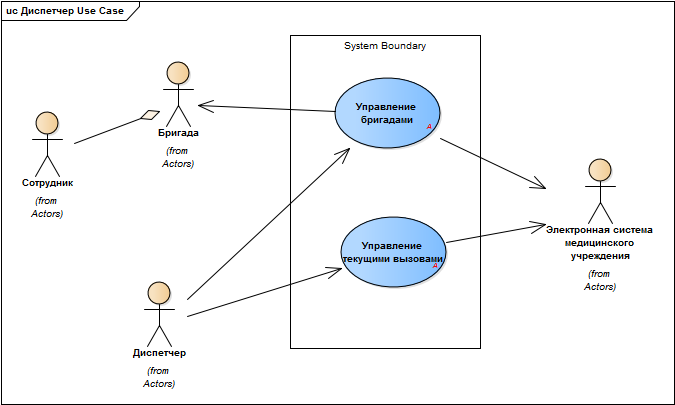 uc Диспетчер Use Case
System Boundary
Управление
бригадами
A
Бригада
(from
Actors)
Сотрудник
(from
Actors)
Электронная система
медицинского
учреждения
(from
Actors)
Управление
текущими вызовами
A
Диспетчер
(from
Actors)